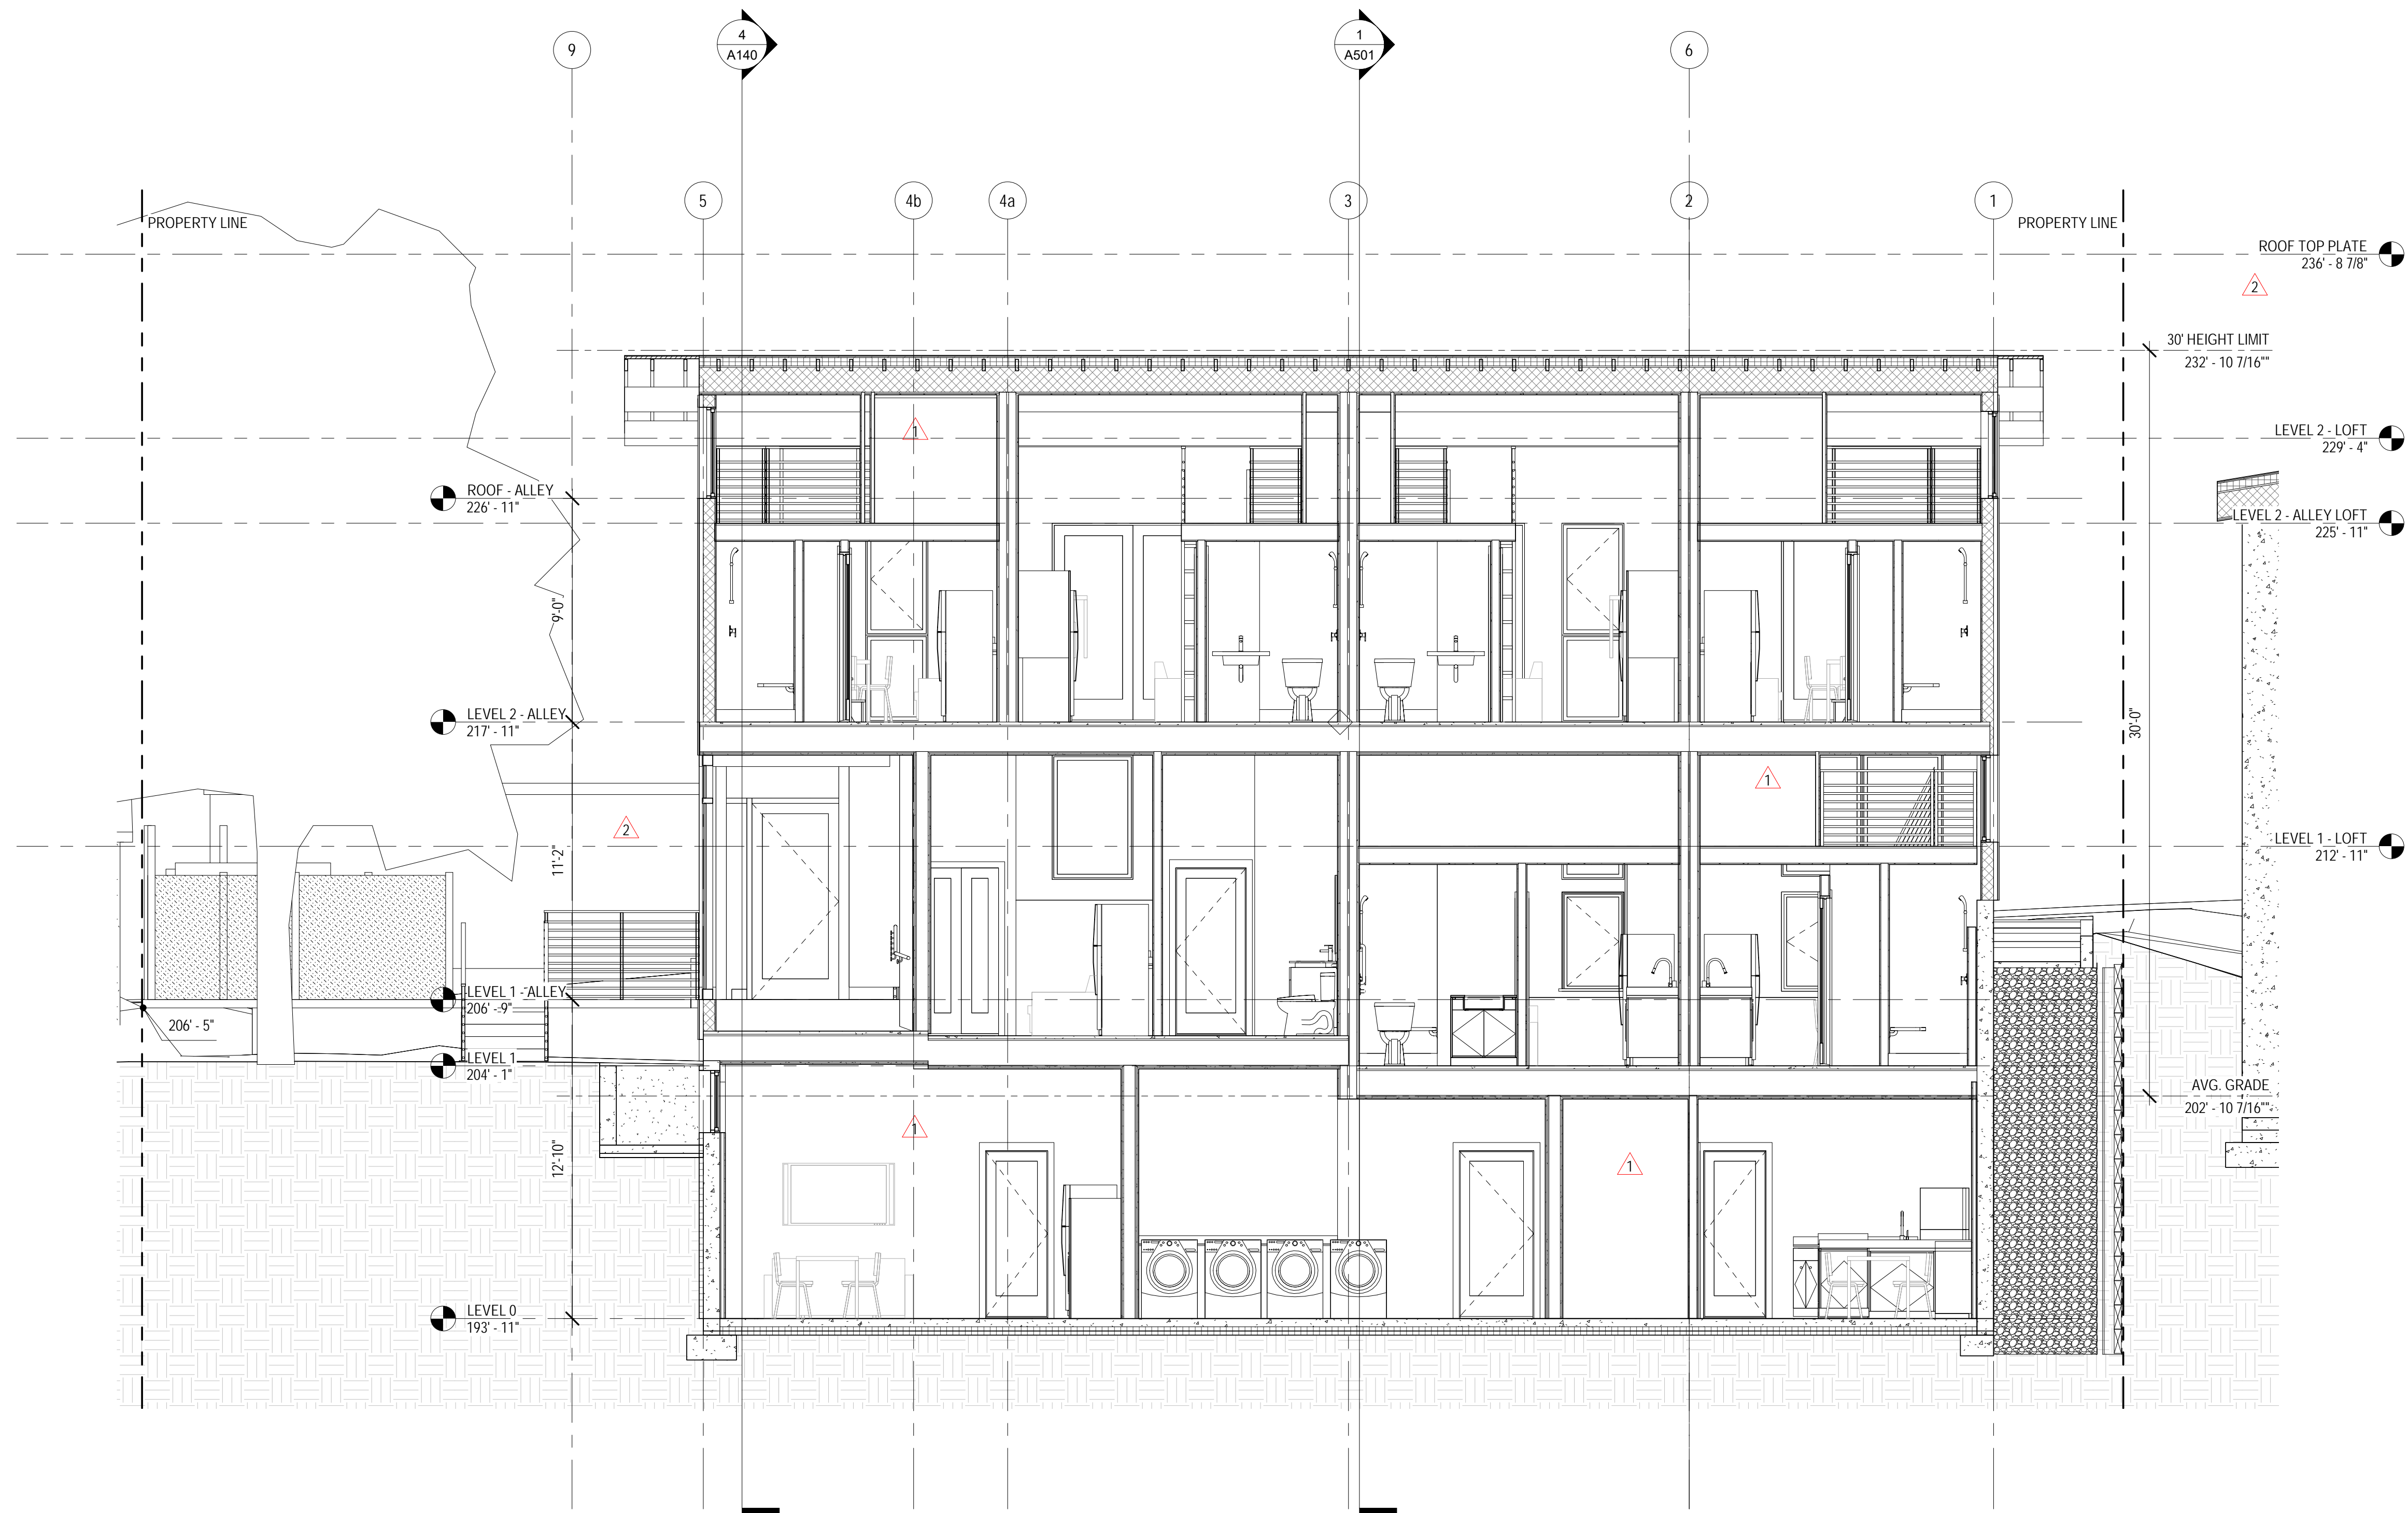 4
A140
1
A501
9
6
5
4b
4a
3
2
1
PROPERTY LINE
PROPERTY LINE
ROOF TOP PLATE
236' - 8 7/8"
2
30' HEIGHT LIMIT
232' - 10 7/16""
1
LEVEL 2 - LOFT
229' - 4"
ROOF - ALLEY
226' - 11"
LEVEL 2 - ALLEY LOFT
225' - 11"
9'-0"
LEVEL 2 - ALLEY
217' - 11"
30'-0"
1
2
11'-2"
LEVEL 1 - LOFT
212' - 11"
LEVEL 1 - ALLEY
206' - 9"
206' - 5"
LEVEL 1
204' - 1"
AVG. GRADE
202' - 10 7/16""
1
1
12'-10"
LEVEL 0
193' - 11"